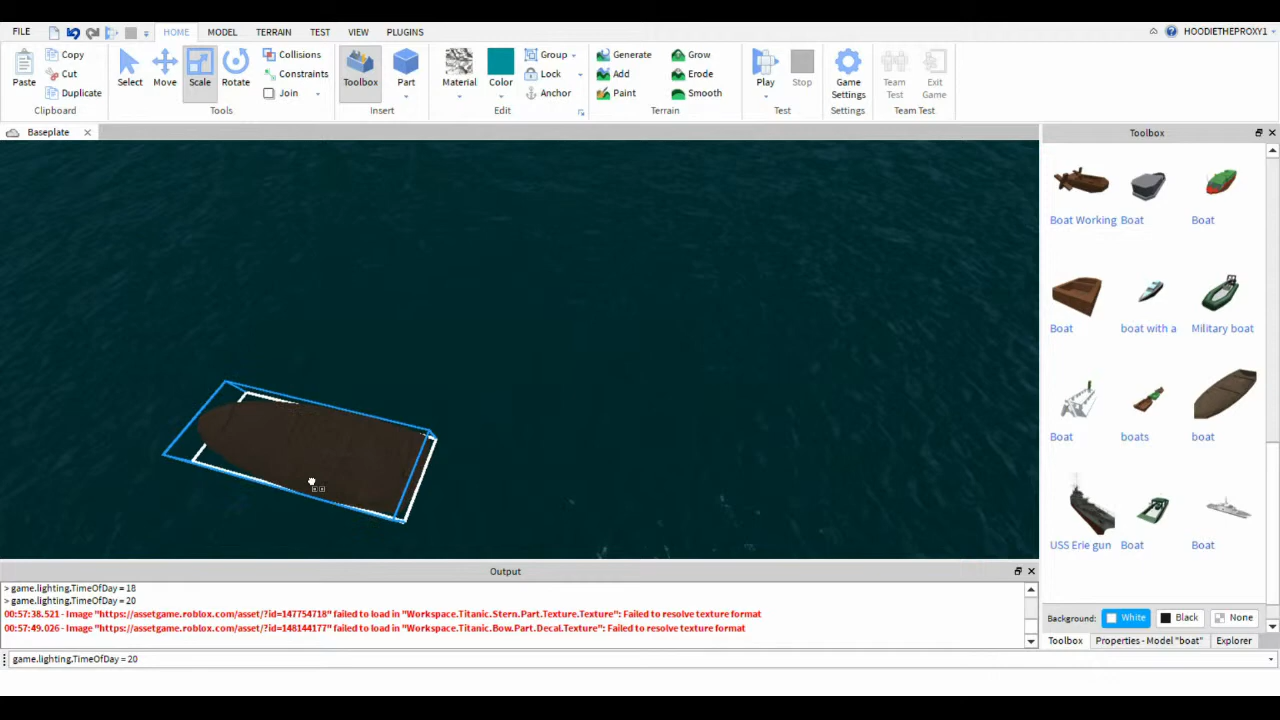 FILE HOME MODEL TERRAIN TEST VIEW PLUGINS HOODIETHEPROXY1
Copy Collisions Group Generate Grow
Cut Constraints Lock Add Erode
Paste Duplicate Select Move Scale Rotate Join Toolbox Part Material Color Anchor Paint Smooth Play Stop Game Settings Team Test Exit Game
Clipboard Tools Insert Edit Terrain Test Settings Team Test
Baseplate Toolbox
Boat Working Boat Boat
Boat boat with a Military boat
Boat boats boat
USS Erie gun Boat Boat
Output
> game.lighting.TimeOfDay = 18
> game.lighting.TimeOfDay = 20
00:57:38.521 - Image "https://assetgame.roblox.com/asset/?id=147754718" failed to load in "Workspace.Titanic.Stern.Part.Texture.Texture": Failed to resolve texture format
00:57:49.026 - Image "https://assetgame.roblox.com/asset/?id=148144177" failed to load in "Workspace.Titanic.Bow.Part.Decal.Texture": Failed to resolve texture format
Background: White Black None
Toolbox Properties - Model "boat" Explorer
game.lighting.TimeOfDay = 20